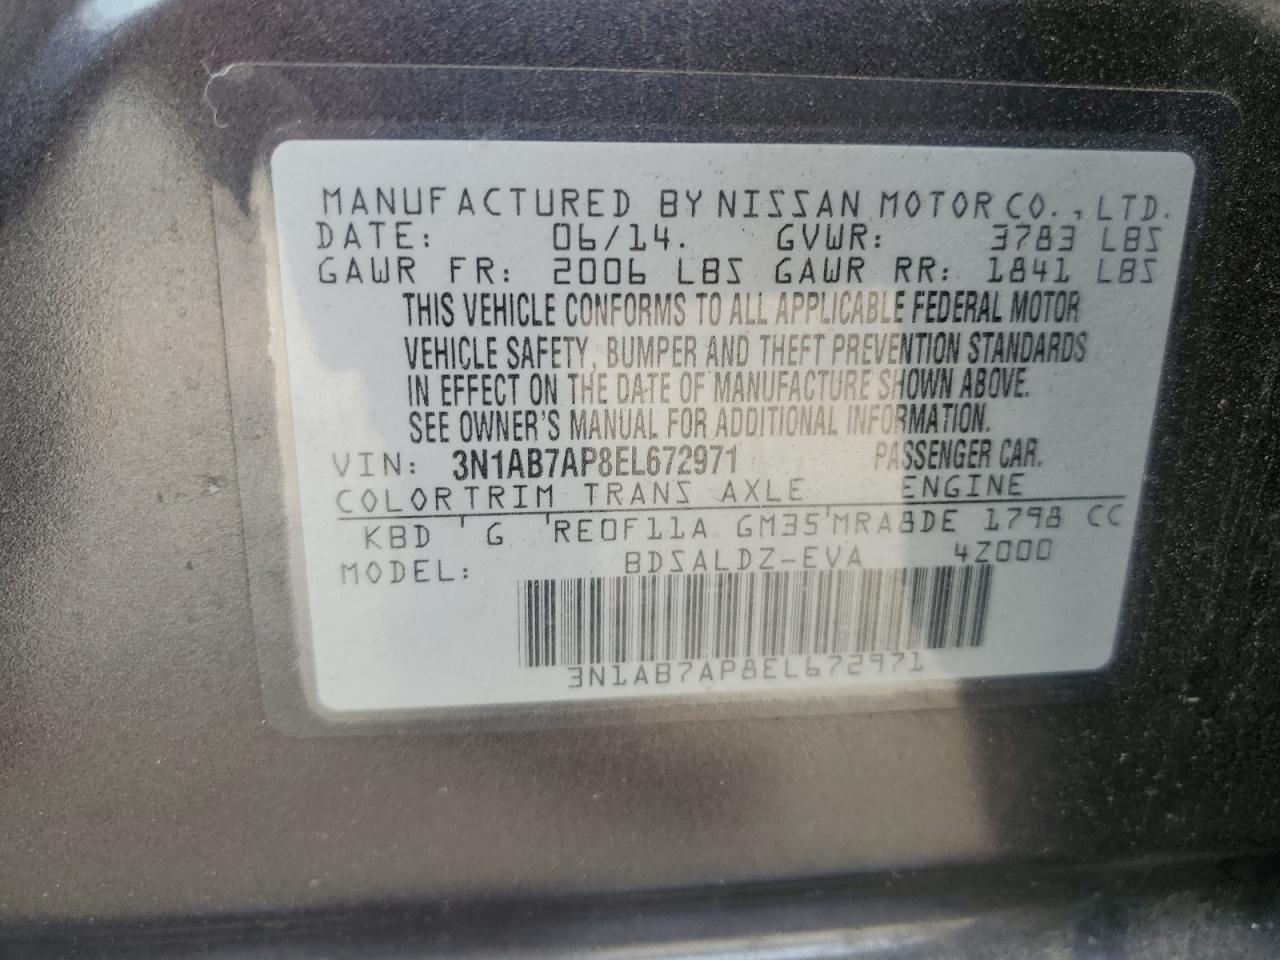 MANUFACTURED BY NISSAN MOTOR CO., LTD.
DATE: 06/14. GVWR: 3783 LBS
GAWR FR: 2006 LBS GAWR RR: 1841 LBS
THIS VEHICLE CONFORMS TO ALL APPLICABLE FEDERAL MOTOR
VEHICLE SAFETY, BUMPER AND THEFT PREVENTION STANDARDS
IN EFFECT ON THE DATE OF MANUFACTURE SHOWN ABOVE.
SEE OWNER'S MANUAL FOR ADDITIONAL INFORMATION.
VIN: 3N1AB7AP8EL672971 PASSENGER CAR.
COLOR TRIM TRANS AXLE ENGINE
KBD ' G 'RE0F11A GM35'MRA8DE 1798 CC
MODEL: BDSALDZ-EVA 4Z000
3N1AB7AP8EL672971